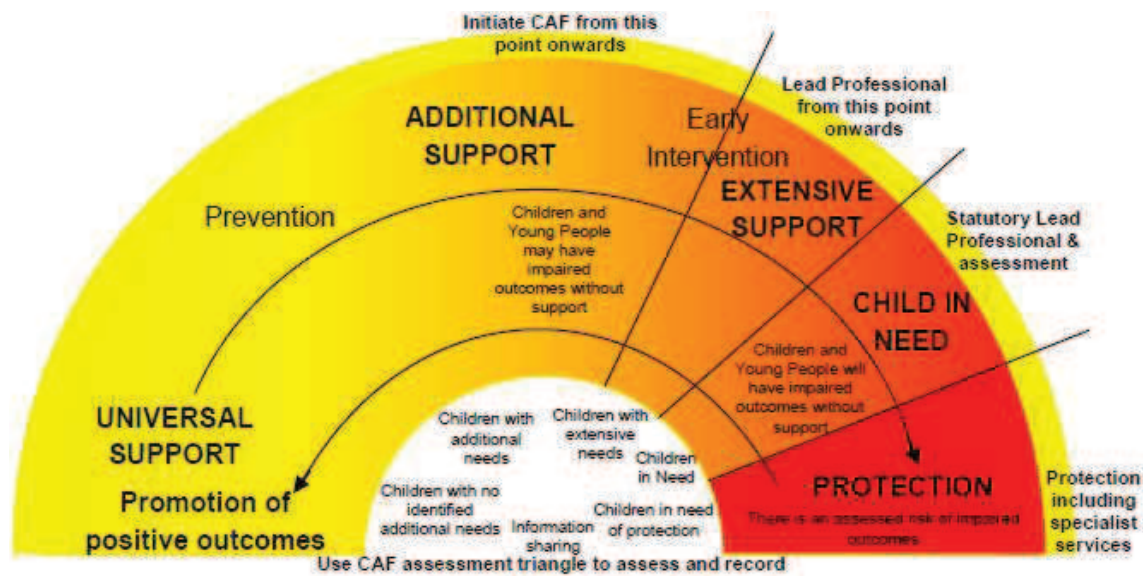 Initiate CAF from this
point onwards
Lead Professional
from this point
onwards
ADDITIONAL
SUPPORT
Early
Intervention
EXTENSIVE
SUPPORT
Prevention
Children and
Young People
may have
impaired
outcomes without
support
Statutory Lead
Professional &
assessment
CHILD IN
NEED
Children and
Young People will
have impaired
outcomes without
support
UNIVERSAL
SUPPORT
Promotion of
positive outcomes
Children with
additional
needs
Children with
extensive
needs
Children
in Need
Children with no
identified
additional needs
Information
sharing
Children in need
of protection
PROTECTION
There is an assessed risk of impaired
outcomes
Protection
including
specialist
services
Use CAF assessment triangle to assess and record